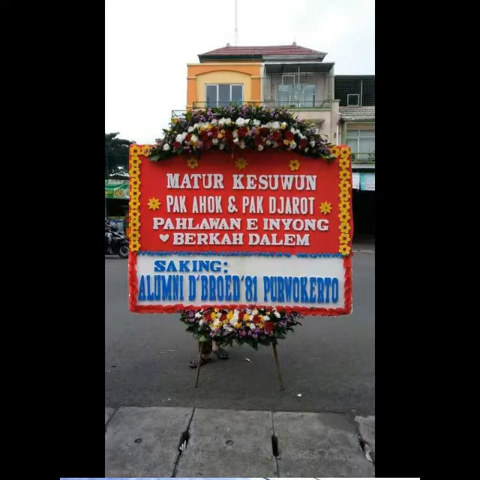 MATUR KESUWUN
PAK AHOK & PAK DJAROT
PAHLAWAN E INYONG
BERKAH DALEM
SAKING:
ALUMNI D'BROED'81 PURWOKERTO